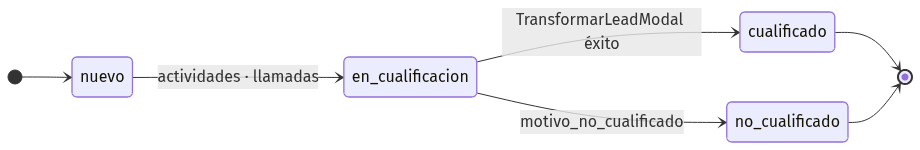 nuevo
actividades · llamadas
en_cualificacion
TransformarLeadModal
éxito
cualificado
motivo_no_cualificado
no_cualificado